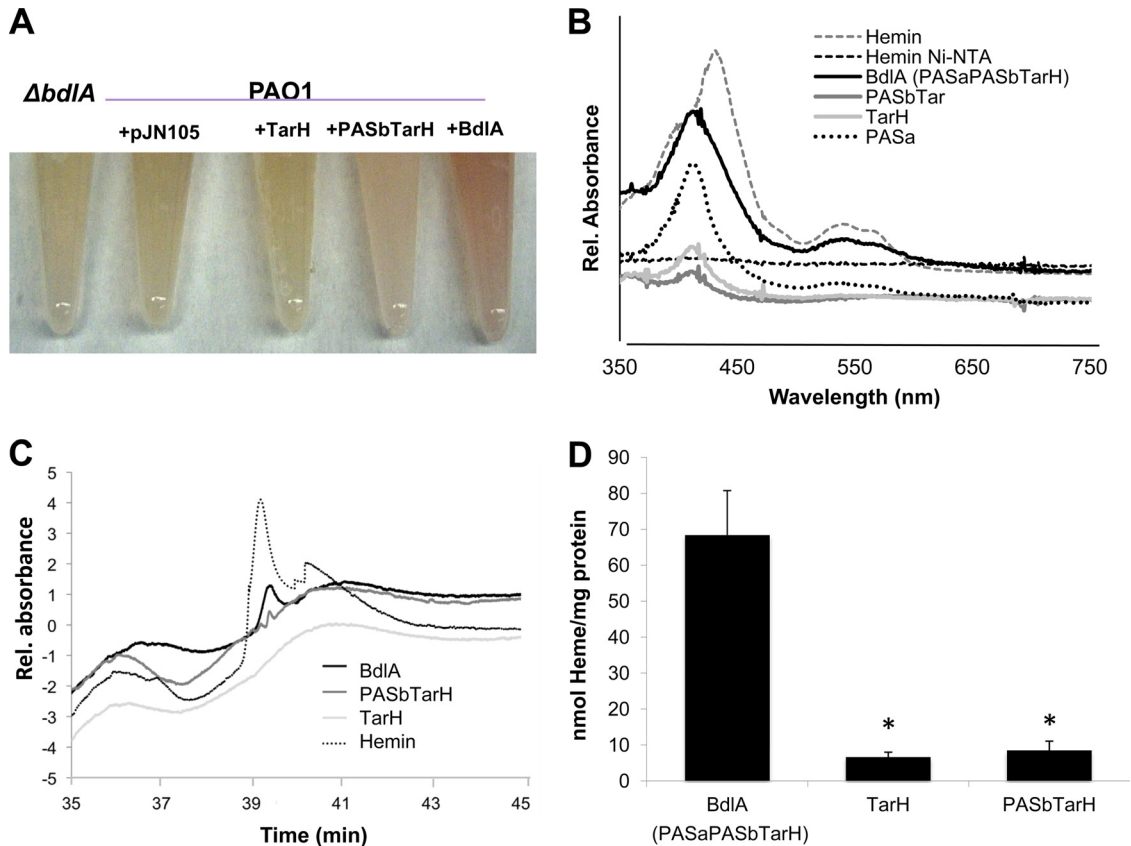 A
ΔbdlA
PAO1
+pJN105
+TarH
+PASbTarH
+BdlA
B
Hemin
Hemin Ni-NTA
BdlA (PASaPASbTarH)
PASbTar
TarH
PASa
Rel. Absorbance
350
450
550
650
750
Wavelength (nm)
C
5
4
3
2
1
0
-1
-2
-3
-4
-5
Rel. absorbance
BdlA
PASbTarH
TarH
Hemin
35
37
39
41
43
45
Time (min)
D
90
80
70
60
50
40
30
20
10
0
nmol Heme/mg protein
*
*
BdlA
(PASaPASbTarH)
TarH
PASbTarH